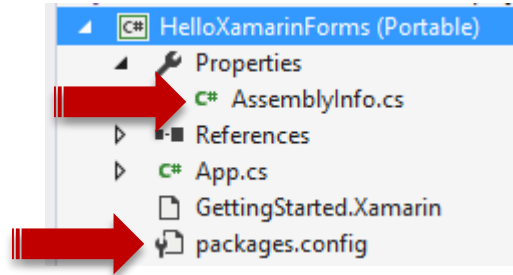 C# HelloXamarinForms (Portable)
Properties
C# AssemblyInfo.cs
References
C# App.cs
GettingStarted.Xamarin
packages.config